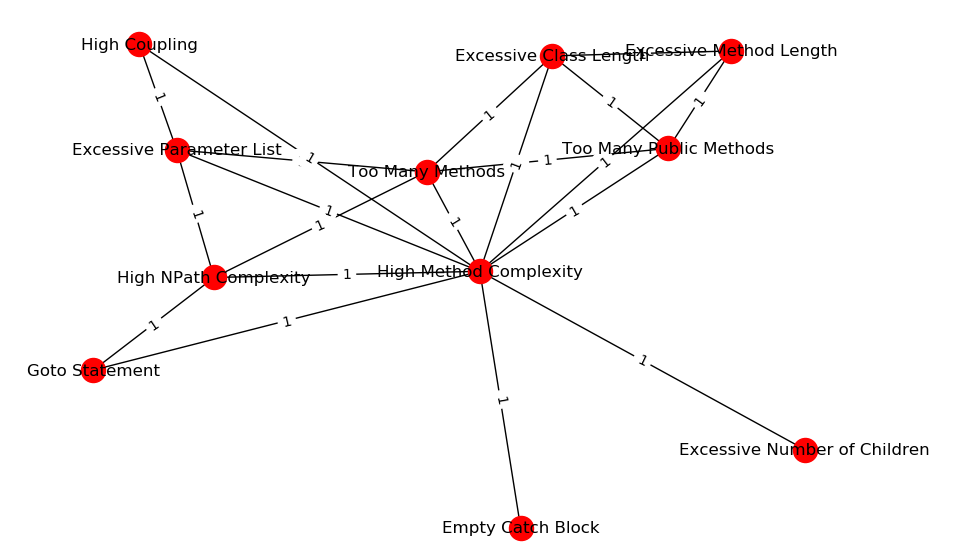 High Coupling
Excessive Class Length
Excessive Method Length
1
1
1
1
Excessive Parameter List
Too Many Public Methods
1
1
1
1
Too Many Methods
1
1
1
1
1
1
High NPath Complexity
1
High Method Complexity
1
1
Goto Statement
1
1
Excessive Number of Children
Empty Catch Block